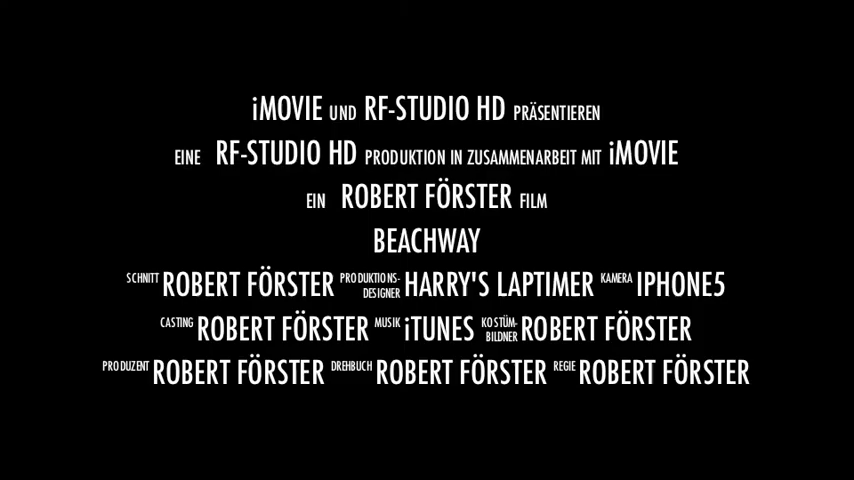 iMOVIE UND RF-STUDIO HD PRÄSENTIEREN
EINE RF-STUDIO HD PRODUKTION IN ZUSAMMENARBEIT MIT iMOVIE
EIN ROBERT FÖRSTER FILM
BEACHWAY
SCHNITT ROBERT FÖRSTER PRODUKTIONS-DESIGNER HARRY'S LAPTIMER KAMERA IPHONE5
CASTING ROBERT FÖRSTER MUSIK iTUNES KOSTÜM-BILDNER ROBERT FÖRSTER
PRODUZENT ROBERT FÖRSTER DREHBUCH ROBERT FÖRSTER REGIE ROBERT FÖRSTER